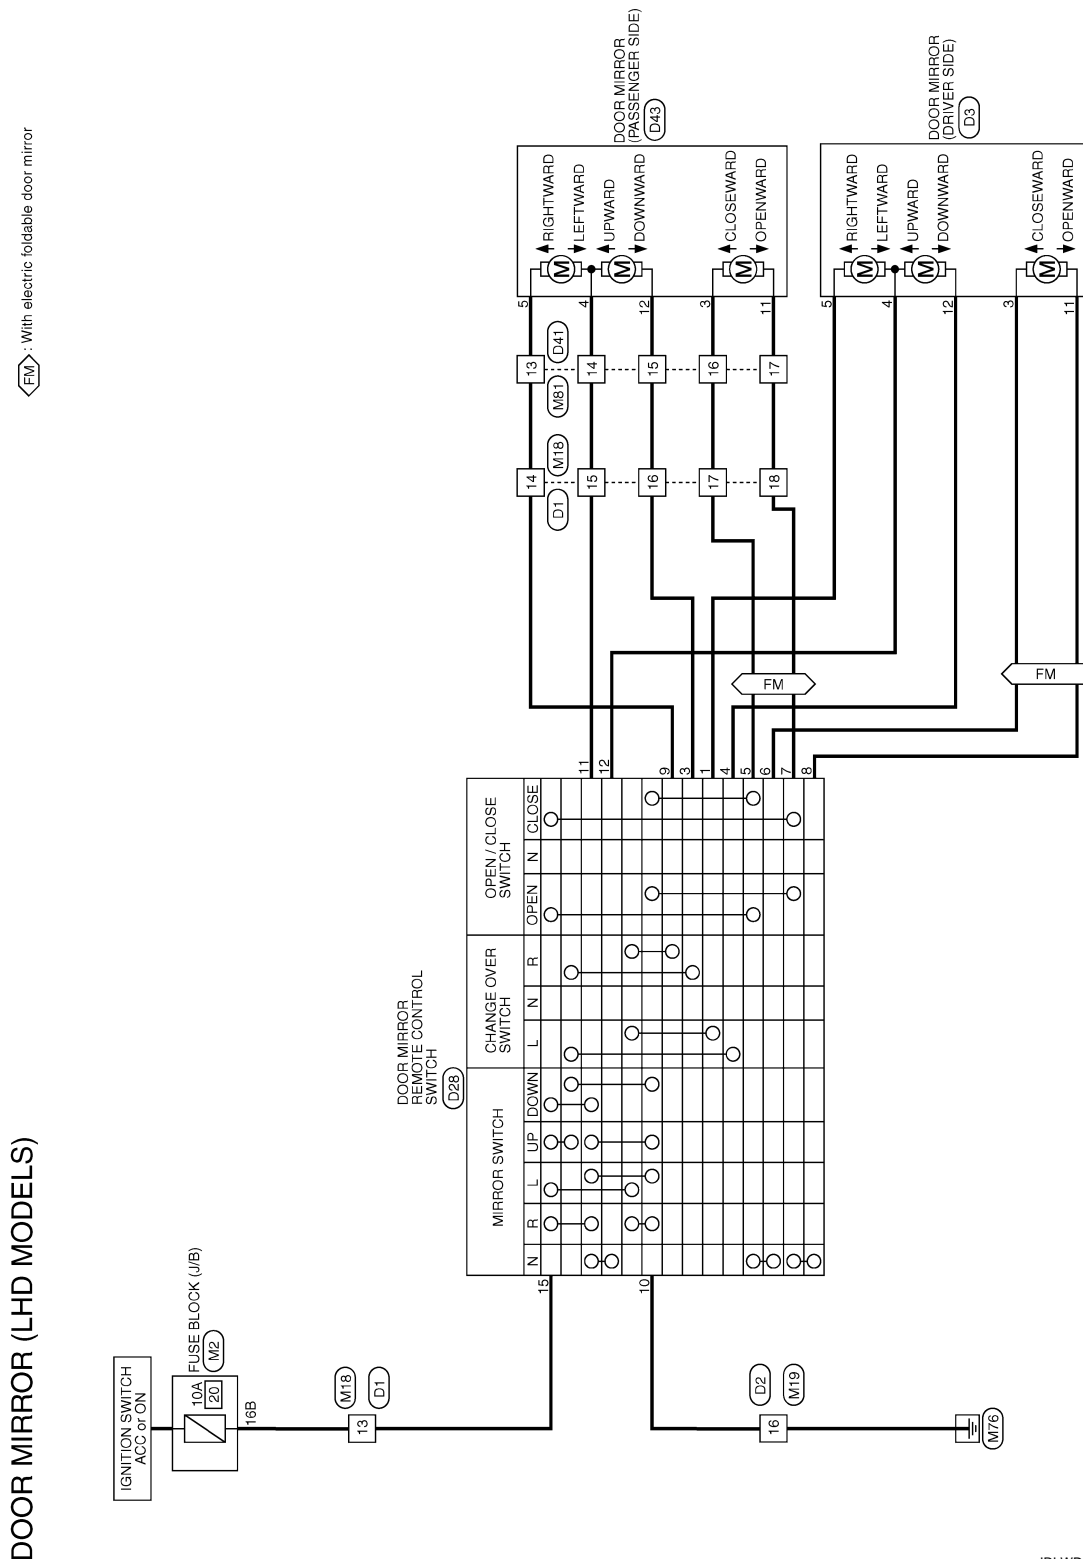 DOOR MIRROR (LHD MODELS)
FM : With electric foldable door mirror
IGNITION SWITCH
ACC or ON
FUSE BLOCK (J/B)
M2
10A
20
16B
M18
13
D1
15
10
D2
16
M19
M76
DOOR MIRROR
REMOTE CONTROL
SWITCH
D28
MIRROR SWITCH
N
R
L
UP
DOWN
CHANGE OVER
SWITCH
L
N
R
OPEN / CLOSE
SWITCH
OPEN
N
CLOSE
11
12
9
3
1
4
5
6
7
8
FM
FM
D1
M18
14
15
16
17
18
M81
D41
13
14
15
16
17
5
4
12
3
11
M
M
M
RIGHTWARD
LEFTWARD
UPWARD
DOWNWARD
CLOSEWARD
OPENWARD
DOOR MIRROR
(PASSENGER SIDE)
D43
5
4
12
3
11
M
M
M
RIGHTWARD
LEFTWARD
UPWARD
DOWNWARD
CLOSEWARD
OPENWARD
DOOR MIRROR
(DRIVER SIDE)
D3